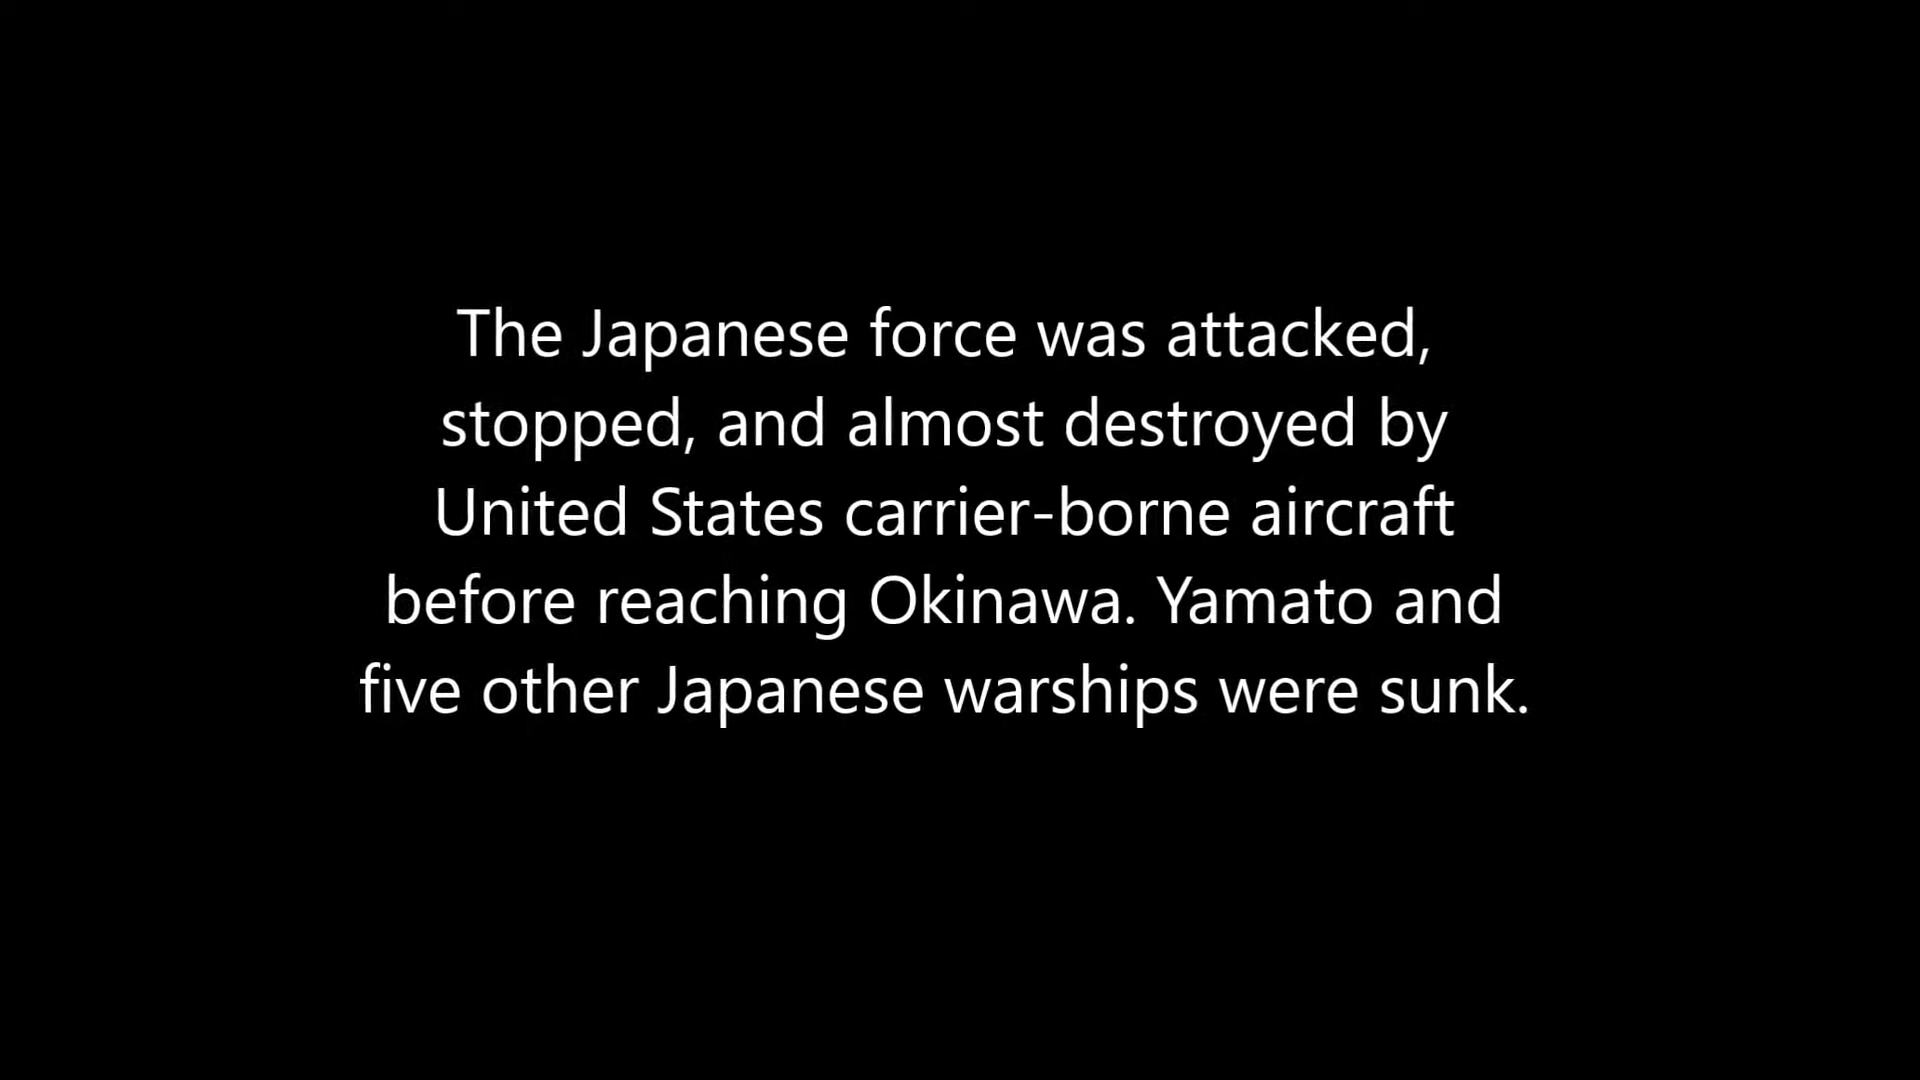 The Japanese force was attacked,
stopped, and almost destroyed by
United States carrier-borne aircraft
before reaching Okinawa. Yamato and
five other Japanese warships were sunk.